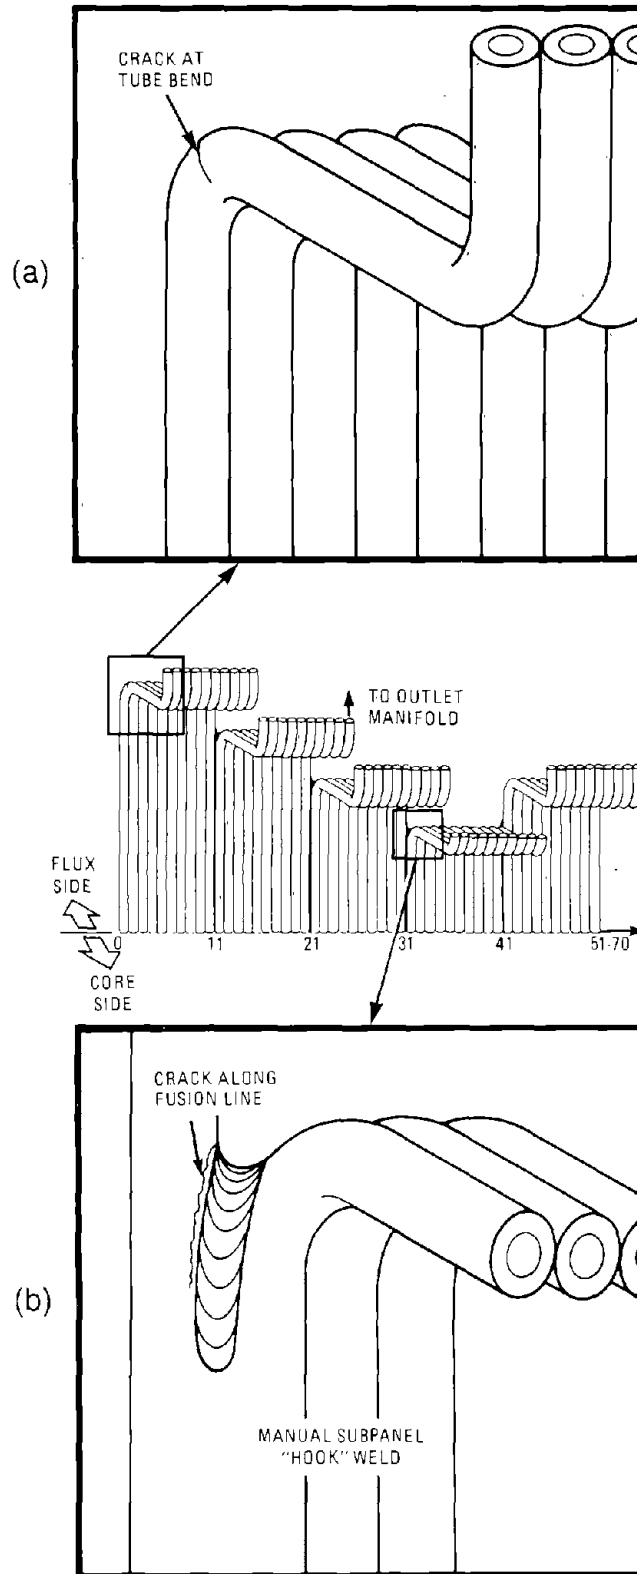 CRACK AT
TUBE BEND
(a)
TO OUTLET
MANIFOLD
FLUX
SIDE
0 11 21 31 41 51-70
CORE
SIDE
CRACK ALONG
FUSION LINE
(b)
MANUAL SUBPANEL
"HOOK" WELD